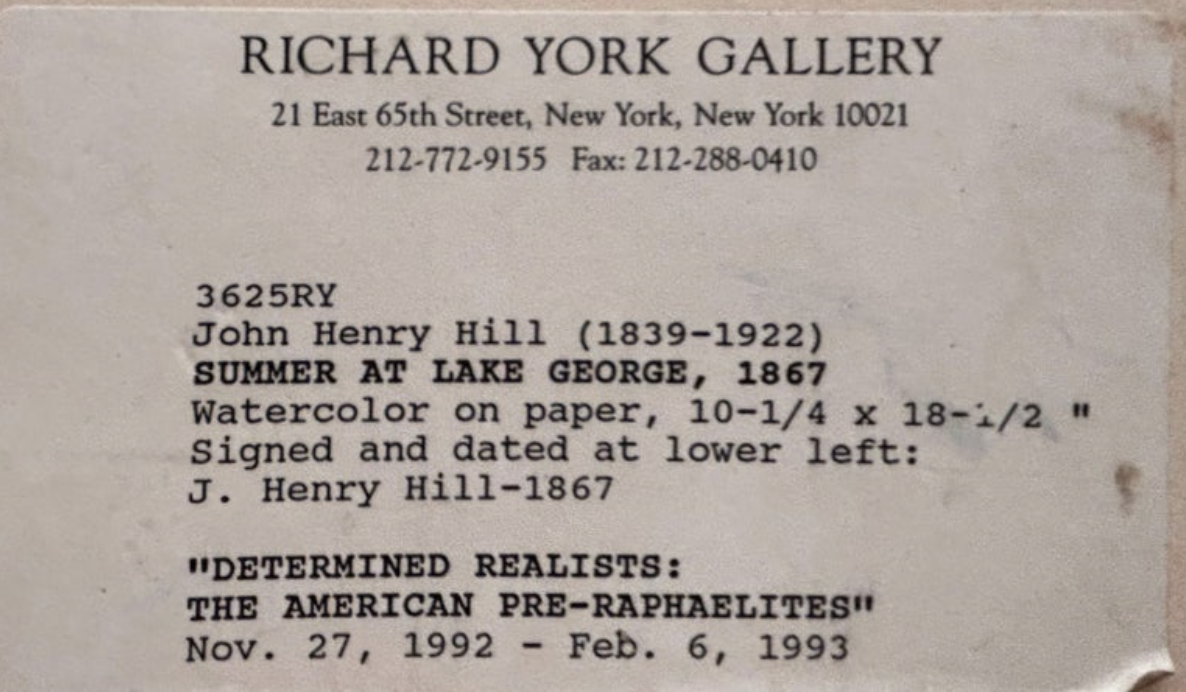 RICHARD YORK GALLERY
21 East 65th Street, New York, New York 10021
212-772-9155 Fax: 212-288-0410
3625RY
John Henry Hill (1839-1922)
SUMMER AT LAKE GEORGE, 1867
Watercolor on paper, 10-1/4 x 18-1/2 "
Signed and dated at lower left:
J. Henry Hill-1867
"DETERMINED REALISTS:
THE AMERICAN PRE-RAPHAELITES"
Nov. 27, 1992 - Feb. 6, 1993